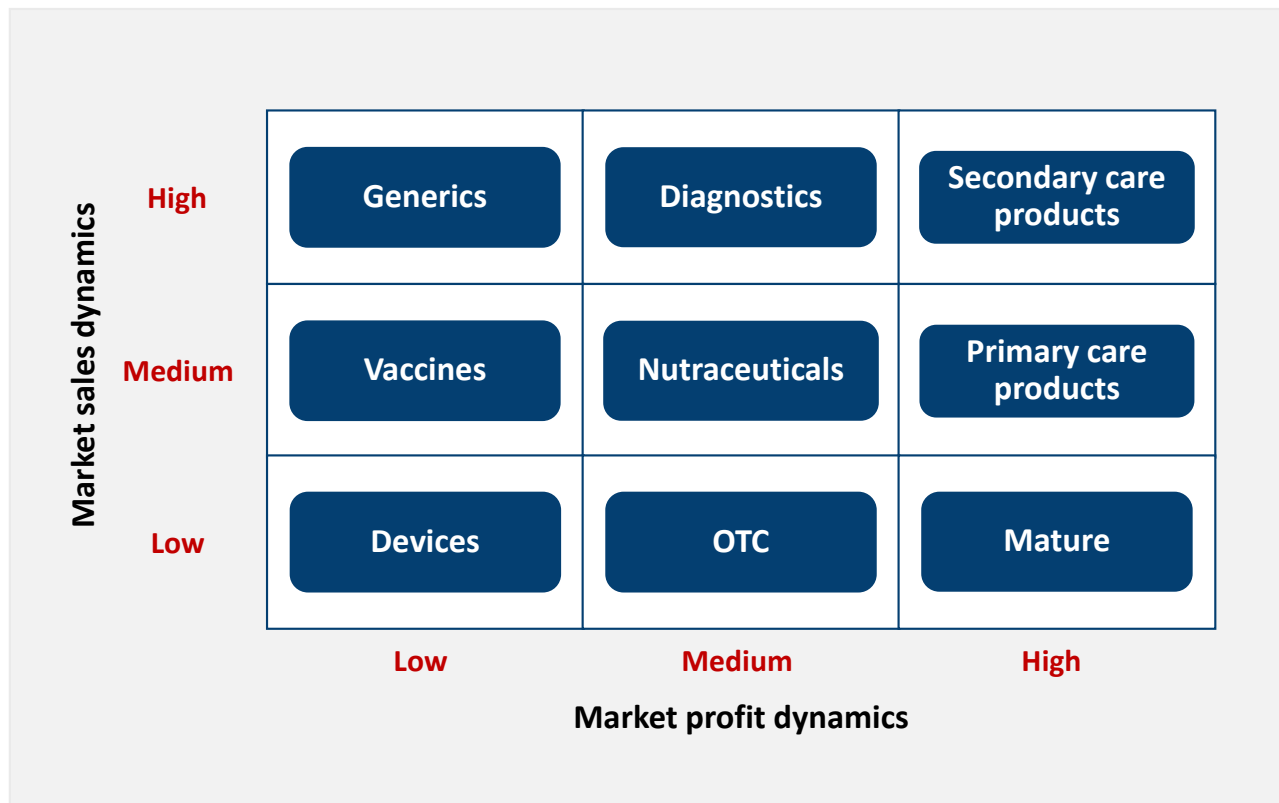 Market sales dynamics
High
Generics
Diagnostics
Secondary care
products
Medium
Vaccines
Nutraceuticals
Primary care
products
Low
Devices
OTC
Mature
Low
Medium
High
Market profit dynamics